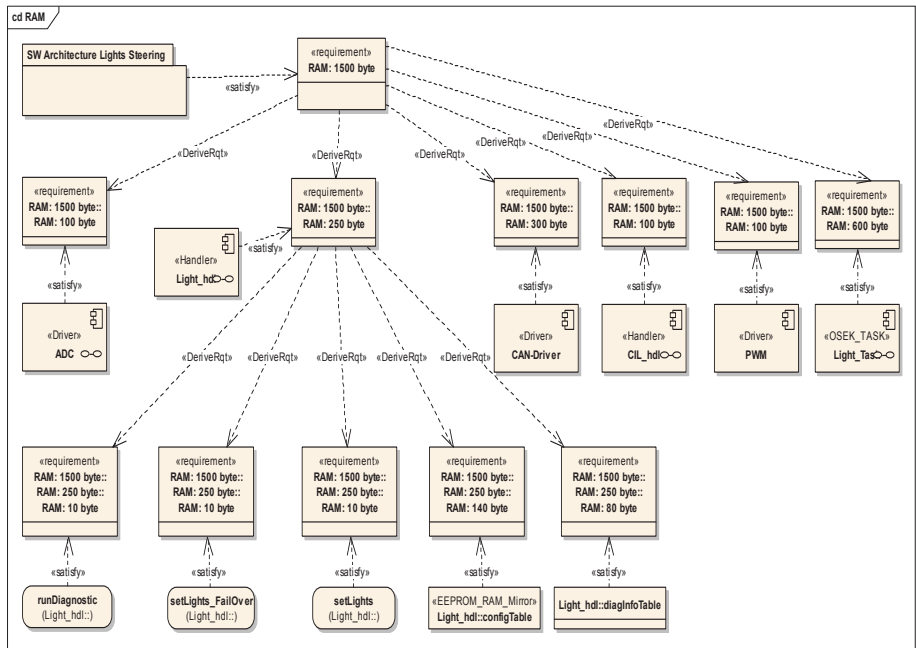 cd RAM
SW Architecture Lights Steering
«satisfy»
«requirement»
RAM: 1500 byte
«DeriveRqt»
«DeriveRqt»
«DeriveRqt»
«DeriveRqt»
«DeriveRqt»
«DeriveRqt»
«requirement»
RAM: 1500 byte::
RAM: 100 byte
«requirement»
RAM: 1500 byte::
RAM: 250 byte
«requirement»
RAM: 1500 byte::
RAM: 300 byte
«requirement»
RAM: 1500 byte::
RAM: 100 byte
«requirement»
RAM: 1500 byte::
RAM: 100 byte
«requirement»
RAM: 1500 byte::
RAM: 600 byte
«satisfy»
«satisfy»
«satisfy»
«satisfy»
«satisfy»
«satisfy»
«Handler»
Light_hdl
«Driver»
ADC
«Driver»
CAN-Driver
«Handler»
CIL_hdl
«Driver»
PWM
«OSEK_TASK»
Light_Task
«DeriveRqt»
«DeriveRqt»
«DeriveRqt»
«DeriveRqt»
«DeriveRqt»
«requirement»
RAM: 1500 byte::
RAM: 250 byte::
RAM: 10 byte
«requirement»
RAM: 1500 byte::
RAM: 250 byte::
RAM: 10 byte
«requirement»
RAM: 1500 byte::
RAM: 250 byte::
RAM: 10 byte
«requirement»
RAM: 1500 byte::
RAM: 250 byte::
RAM: 140 byte
«requirement»
RAM: 1500 byte::
RAM: 250 byte::
RAM: 80 byte
«satisfy»
«satisfy»
«satisfy»
«satisfy»
«satisfy»
runDiagnostic
(Light_hdl::)
setLights_FailOver
(Light_hdl::)
setLights
(Light_hdl::)
«EEPROM_RAM_Mirror»
Light_hdl::configTable
Light_hdl::diagInfoTable